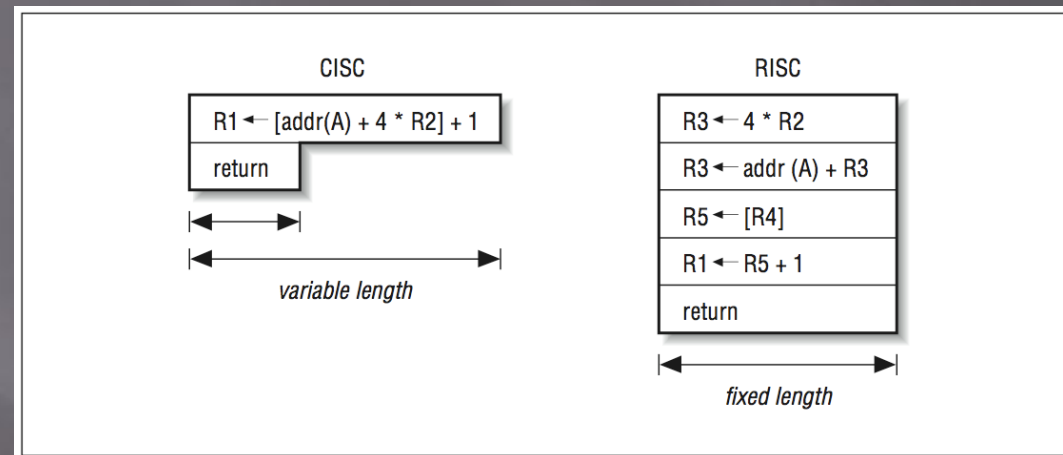 CISC
R1 ← [addr(A) + 4 * R2] + 1
return
variable length
RISC
R3 ← 4 * R2
R3 ← addr (A) + R3
R5 ← [R4]
R1 ← R5 + 1
return
fixed length